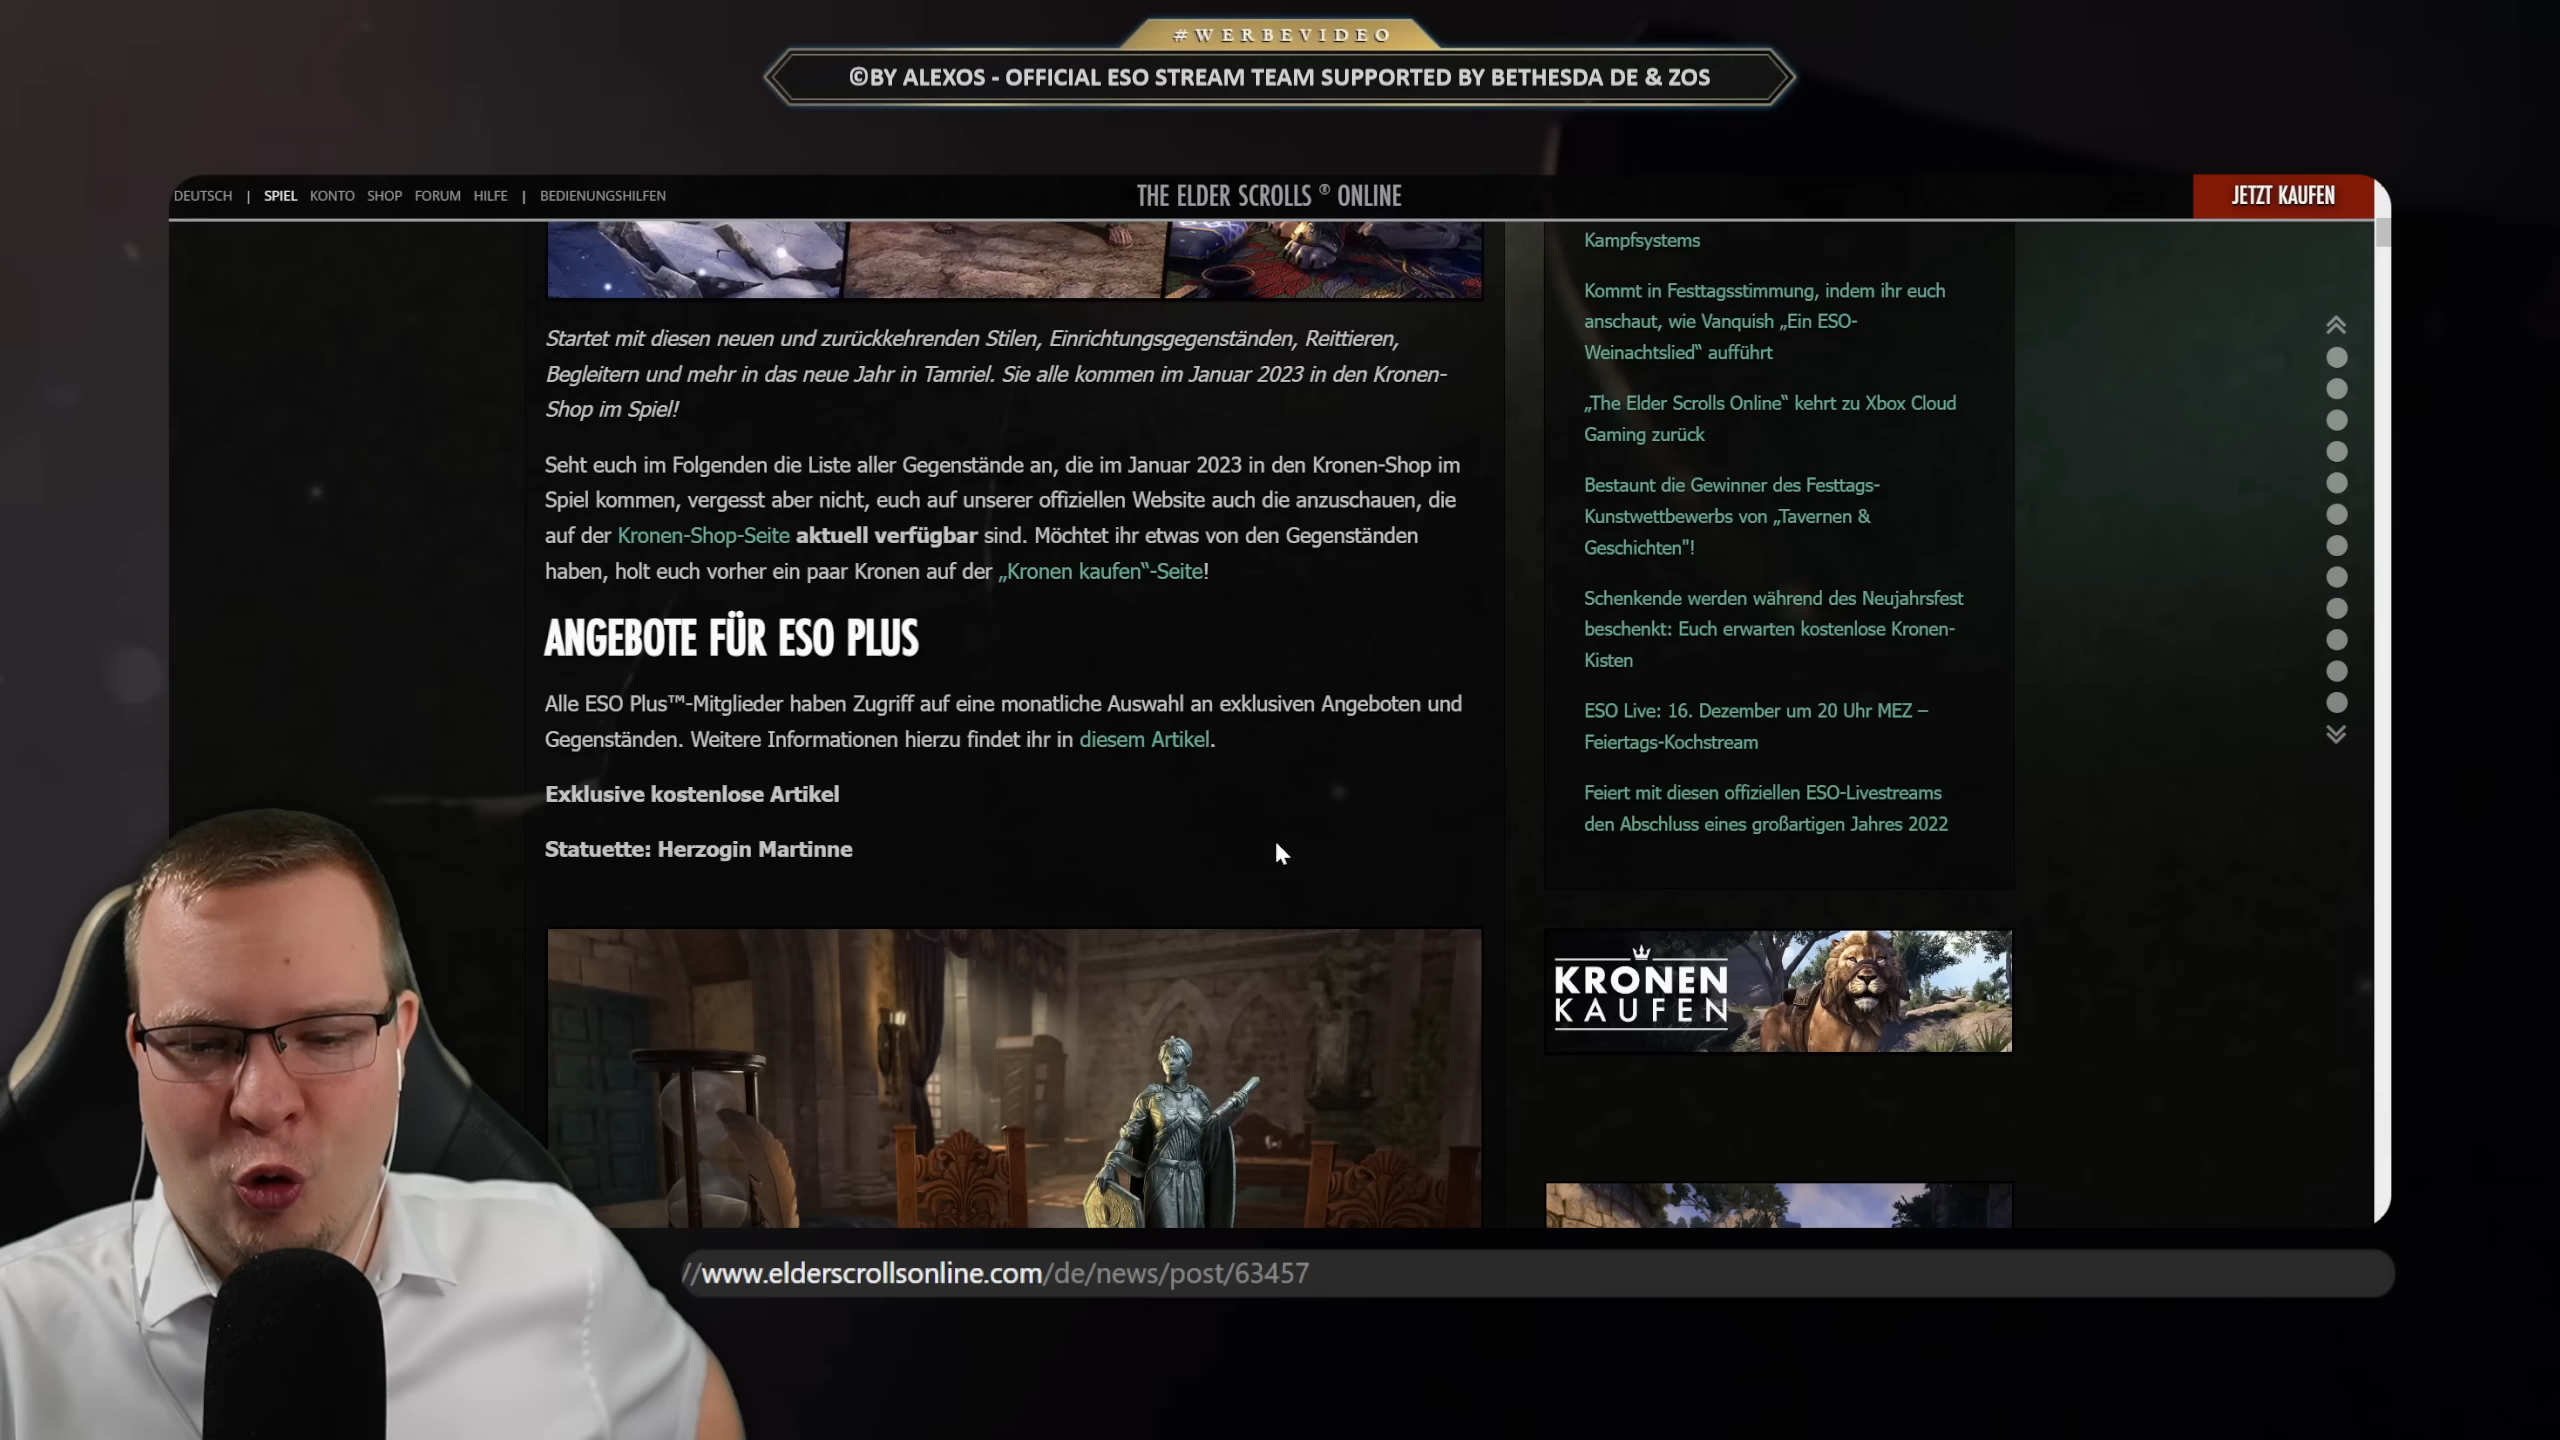 #WERBEVIDEO
©BY ALEXOS - OFFICIAL ESO STREAM TEAM SUPPORTED BY BETHESDA DE & ZOS
DEUTSCH | SPIEL KONTO SHOP FORUM HILFE | BEDIENUNGSHILFEN
THE ELDER SCROLLS ® ONLINE
JETZT KAUFEN
Startet mit diesen neuen und zurückkehrenden Stilen, Einrichtungsgegenständen, Reittieren,
Begleitern und mehr in das neue Jahr in Tamriel. Sie alle kommen im Januar 2023 in den Kronen-
Shop im Spiel!
Seht euch im Folgenden die Liste aller Gegenstände an, die im Januar 2023 in den Kronen-Shop im
Spiel kommen, vergesst aber nicht, euch auf unserer offiziellen Website auch die anzuschauen, die
auf der Kronen-Shop-Seite aktuell verfügbar sind. Möchtet ihr etwas von den Gegenständen
haben, holt euch vorher ein paar Kronen auf der „Kronen kaufen“-Seite!
ANGEBOTE FÜR ESO PLUS
Alle ESO Plus™-Mitglieder haben Zugriff auf eine monatliche Auswahl an exklusiven Angeboten und
Gegenständen. Weitere Informationen hierzu findet ihr in diesem Artikel.
Exklusive kostenlose Artikel
Statuette: Herzogin Martinne
Kampfsystems
Kommt in Festtagsstimmung, indem ihr euch
anschaut, wie Vanquish „Ein ESO-
Weinachtslied“ aufführt
„The Elder Scrolls Online“ kehrt zu Xbox Cloud
Gaming zurück
Bestaunt die Gewinner des Festtags-
Kunstwettbewerbs von „Tavernen &
Geschichten"!
Schenkende werden während des Neujahrsfest
beschenkt: Euch erwarten kostenlose Kronen-
Kisten
ESO Live: 16. Dezember um 20 Uhr MEZ –
Feiertags-Kochstream
Feiert mit diesen offiziellen ESO-Livestreams
den Abschluss eines großartigen Jahres 2022
KRONEN
KAUFEN
//www.elderscrollsonline.com/de/news/post/63457